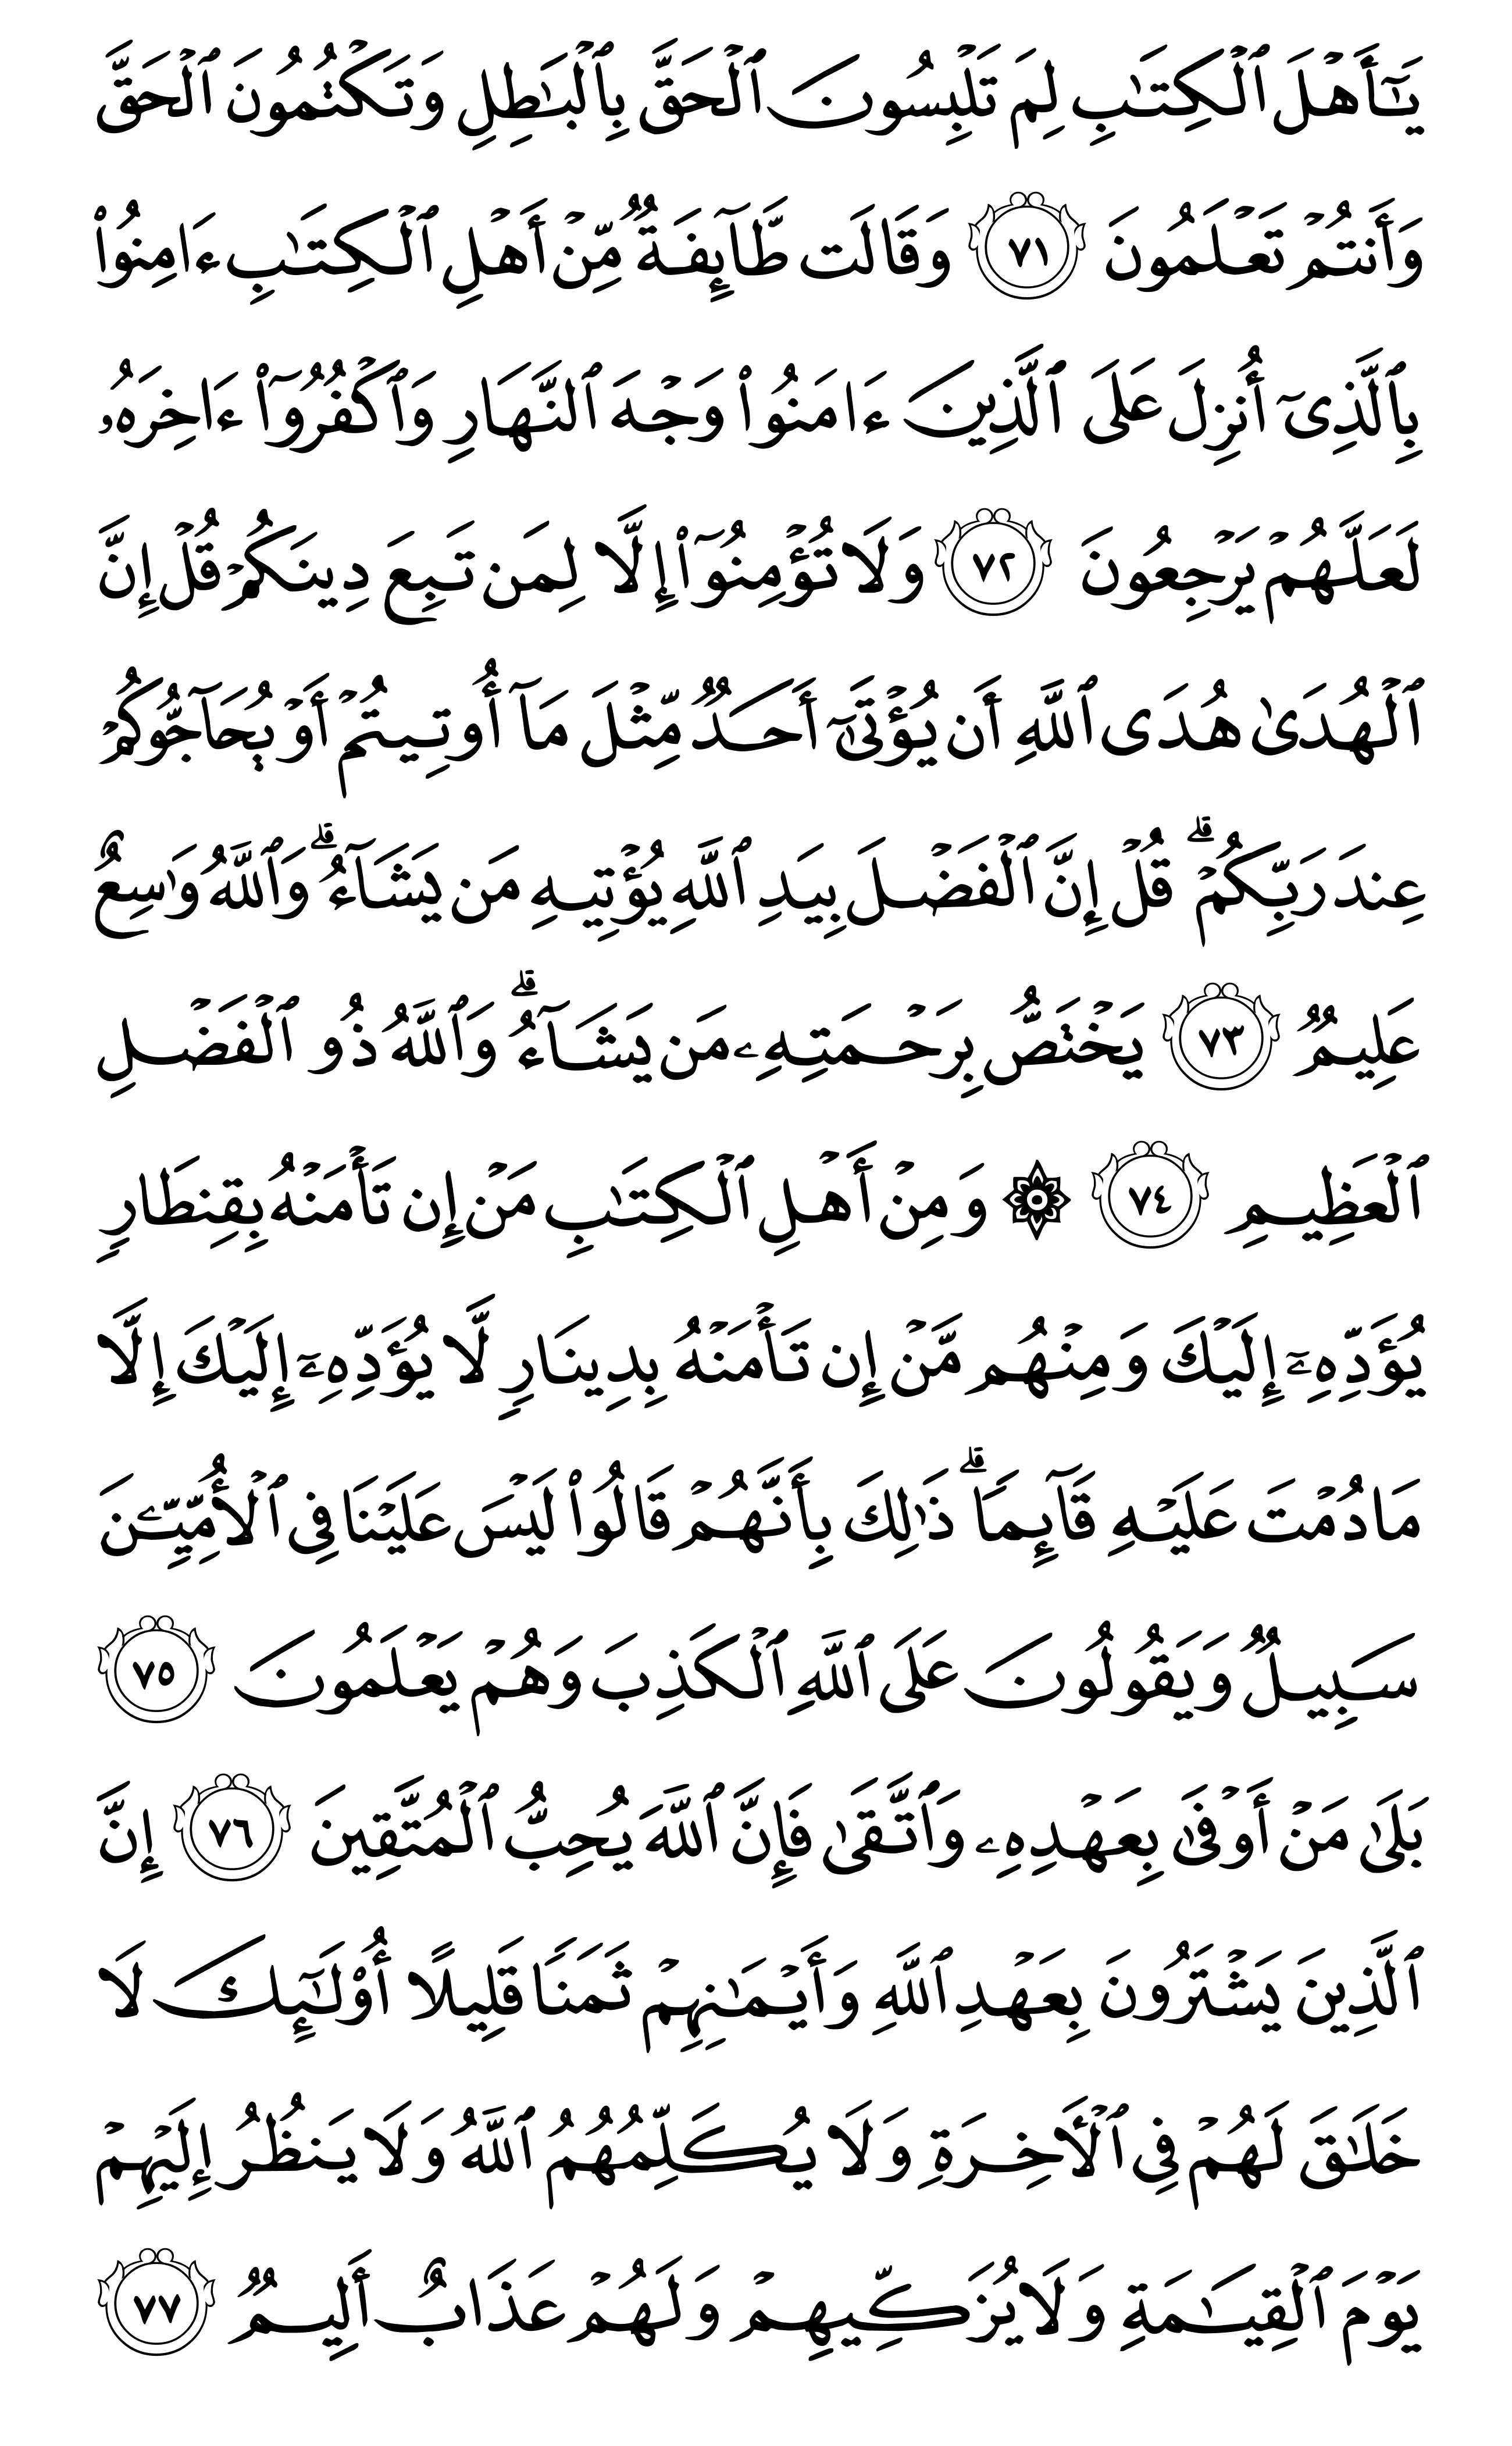 يَـٰٓأَهۡلَ ٱلۡكِتَـٰبِ لِمَ تَلۡبِسُونَ ٱلۡحَقَّ بِٱلۡبَـٰطِلِ وَتَكۡتُمُونَ ٱلۡحَقَّ
وَأَنتُمۡ تَعۡلَمُونَ ٧١ وَقَالَت طَّآئِفَةٞ مِّنۡ أَهۡلِ ٱلۡكِتَـٰبِ ءَامِنُواْ
بِٱلَّذِىٓ أُنزِلَ عَلَى ٱلَّذِينَ ءَامَنُواْ وَجۡهَ ٱلنَّهَارِ وَٱكۡفُرُوٓاْ ءَاخِرَهُۥ
لَعَلَّهُمۡ يَرۡجِعُونَ ٧٢ وَلَا تُؤۡمِنُوٓاْ إِلَّا لِمَن تَبِعَ دِينَكُمۡ قُلۡ إِنَّ
ٱلۡهُدَىٰ هُدَى ٱللَّهِ أَن يُؤۡتَىٰٓ أَحَدٞ مِّثۡلَ مَآ أُوتِيتُمۡ أَوۡ يُحَآجُّوكُمۡ
عِندَ رَبِّكُمۡۗ قُلۡ إِنَّ ٱلۡفَضۡلَ بِيَدِ ٱللَّهِ يُؤۡتِيهِ مَن يَشَآءُۗ وَٱللَّهُ وَٰسِعٌ
عَلِيمٞ ٧٣ يَخۡتَصُّ بِرَحۡمَتِهِۦ مَن يَشَآءُۗ وَٱللَّهُ ذُو ٱلۡفَضۡلِ
ٱلۡعَظِيمِ ٧٤ ۞ وَمِنۡ أَهۡلِ ٱلۡكِتَـٰبِ مَنۡ إِن تَأۡمَنۡهُ بِقِنطَارٖ
يُؤَدِّهِۦٓ إِلَيۡكَ وَمِنۡهُم مَّنۡ إِن تَأۡمَنۡهُ بِدِينَارٖ لَّا يُؤَدِّهِۦٓ إِلَيۡكَ إِلَّا
مَا دُمۡتَ عَلَيۡهِ قَآئِمٗاۗ ذَٰلِكَ بِأَنَّهُمۡ قَالُواْ لَيۡسَ عَلَيۡنَا فِى ٱلۡأُمِّيِّـۧنَ
سَبِيلٞ وَيَقُولُونَ عَلَى ٱللَّهِ ٱلۡكَذِبَ وَهُمۡ يَعۡلَمُونَ ٧٥
بَلَىٰ مَنۡ أَوۡفَىٰ بِعَهۡدِهِۦ وَٱتَّقَىٰ فَإِنَّ ٱللَّهَ يُحِبُّ ٱلۡمُتَّقِينَ ٧٦ إِنَّ
ٱلَّذِينَ يَشۡتَرُونَ بِعَهۡدِ ٱللَّهِ وَأَيۡمَـٰنِهِمۡ ثَمَنٗا قَلِيلًا أُوْلَـٰٓئِكَ لَا
خَلَـٰقَ لَهُمۡ فِى ٱلۡأَخِرَةِ وَلَا يُكَلِّمُهُمُ ٱللَّهُ وَلَا يَنظُرُ إِلَيۡهِمۡ
يَوۡمَ ٱلۡقِيَـٰمَةِ وَلَا يُزَكِّيهِمۡ وَلَهُمۡ عَذَابٌ أَلِيمٞ ٧٧